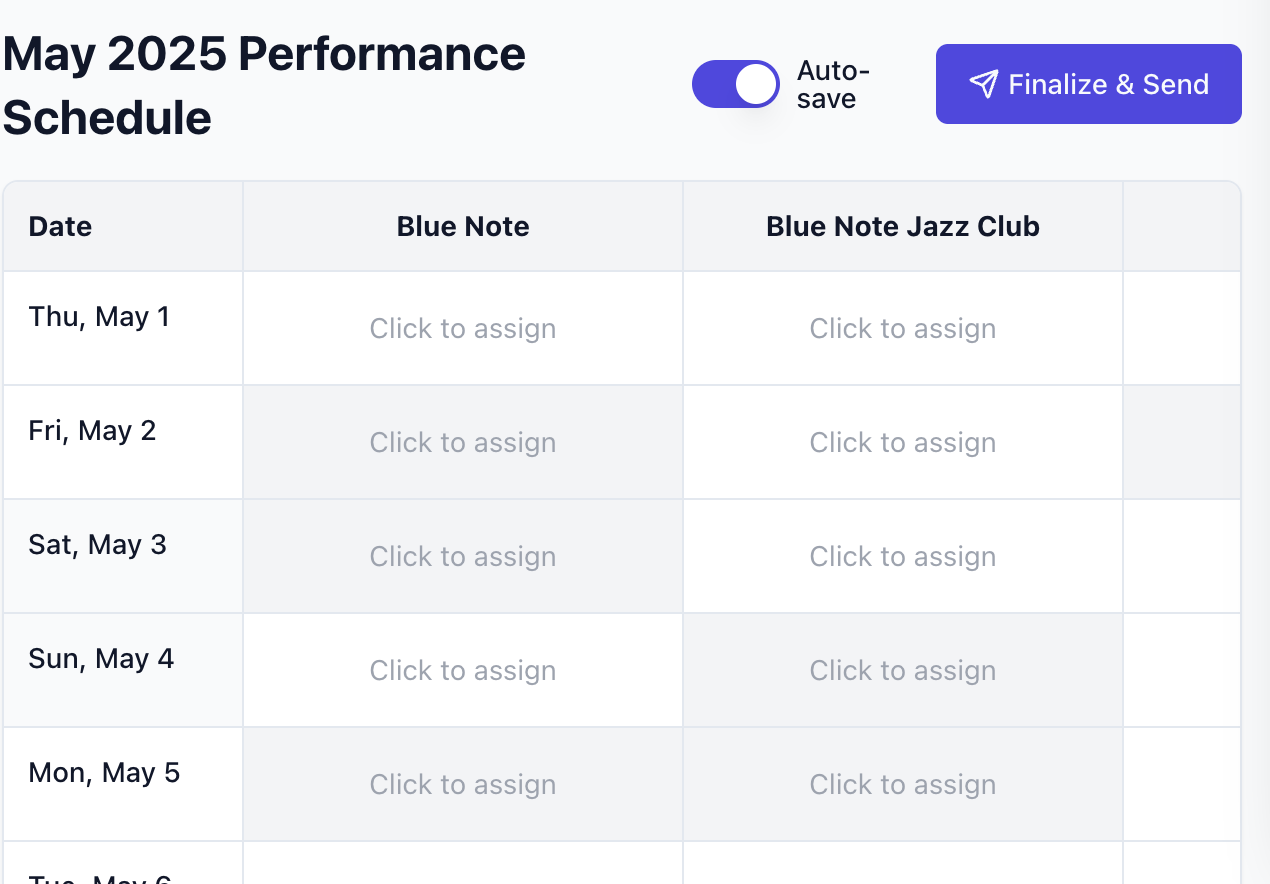 May 2025 Performance
Schedule
Auto-
save
Finalize & Send
Date Blue Note Blue Note Jazz Club
Thu, May 1 Click to assign Click to assign
Fri, May 2 Click to assign Click to assign
Sat, May 3 Click to assign Click to assign
Sun, May 4 Click to assign Click to assign
Mon, May 5 Click to assign Click to assign
Tue, May 6